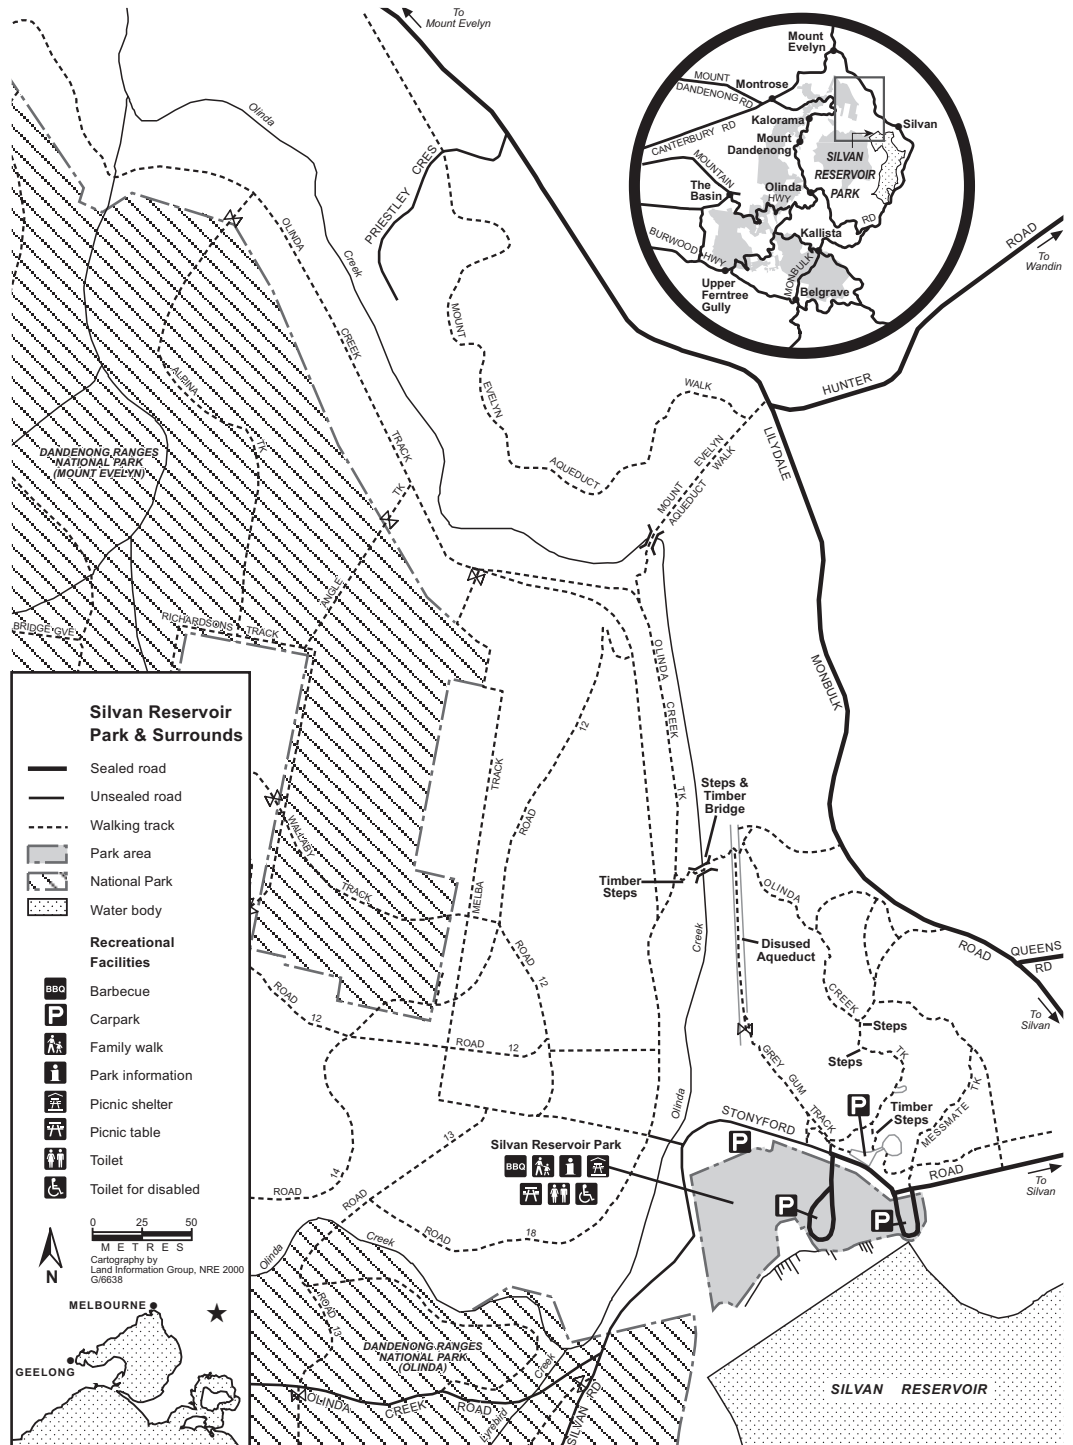 To
Mount Evelyn
Mount
Evelyn
MOUNT
DANDENONG RD
Montrose
CANTERBURY RD
Kalorama
Mount
Dandenong
Silvan
SILVAN
RESERVOIR
PARK
MOUNTAIN
HWY
The
Basin
Olinda
RD
Kallista
BURWOOD HWY
MONBULK
Upper
Ferntree
Gully
Belgrave
ROAD
To
Wandin
HUNTER
Olinda
Creek
PRIESTLEY CRES
OLINDA
CREEK
TRACK
MOUNT
EVELYN
AQUEDUCT
WALK
MOUNT EVELYN
AQUEDUCT WALK
LILYDALE
MONBULK
ROAD
ALPINA
TK
DANDENONG RANGES
NATIONAL PARK
(MOUNT EVELYN)
TK
ANGLE
BRIDGE GVE
RICHARDSONS TRACK
OLINDA
CREEK
TK
12
ROAD
TRACK
MELBA
WALLABY
TRACK
Steps &
Timber
Bridge
Timber
Steps
Creek
OLINDA
Disused
Aqueduct
CREEK
TK
QUEENS
RD
To
Silvan
Steps
Steps
GREY GUM TRACK
P
Timber
Steps
MESSMATE TK
ROAD
12
ROAD
12
ROAD 12
Olinda
STONYFORD
ROAD
To
Silvan
P
P
P
Silvan Reservoir Park
BBQ
13
ROAD
14
ROAD
ROAD
18
Olinda
Creek
ROAD 13
DANDENONG RANGES
NATIONAL PARK
(OLINDA)
Creek
Lyrebird
OLINDA CREEK ROAD
SILVAN RD
SILVAN RESERVOIR
Silvan Reservoir
Park & Surrounds
Sealed road
Unsealed road
Walking track
Park area
National Park
Water body
Recreational
Facilities
BBQ Barbecue
P Carpark
Family walk
Park information
Picnic shelter
Picnic table
Toilet
Toilet for disabled
0 25 50
METRES
N
Cartography by
Land Information Group, NRE 2000
G/6638
MELBOURNE
GEELONG